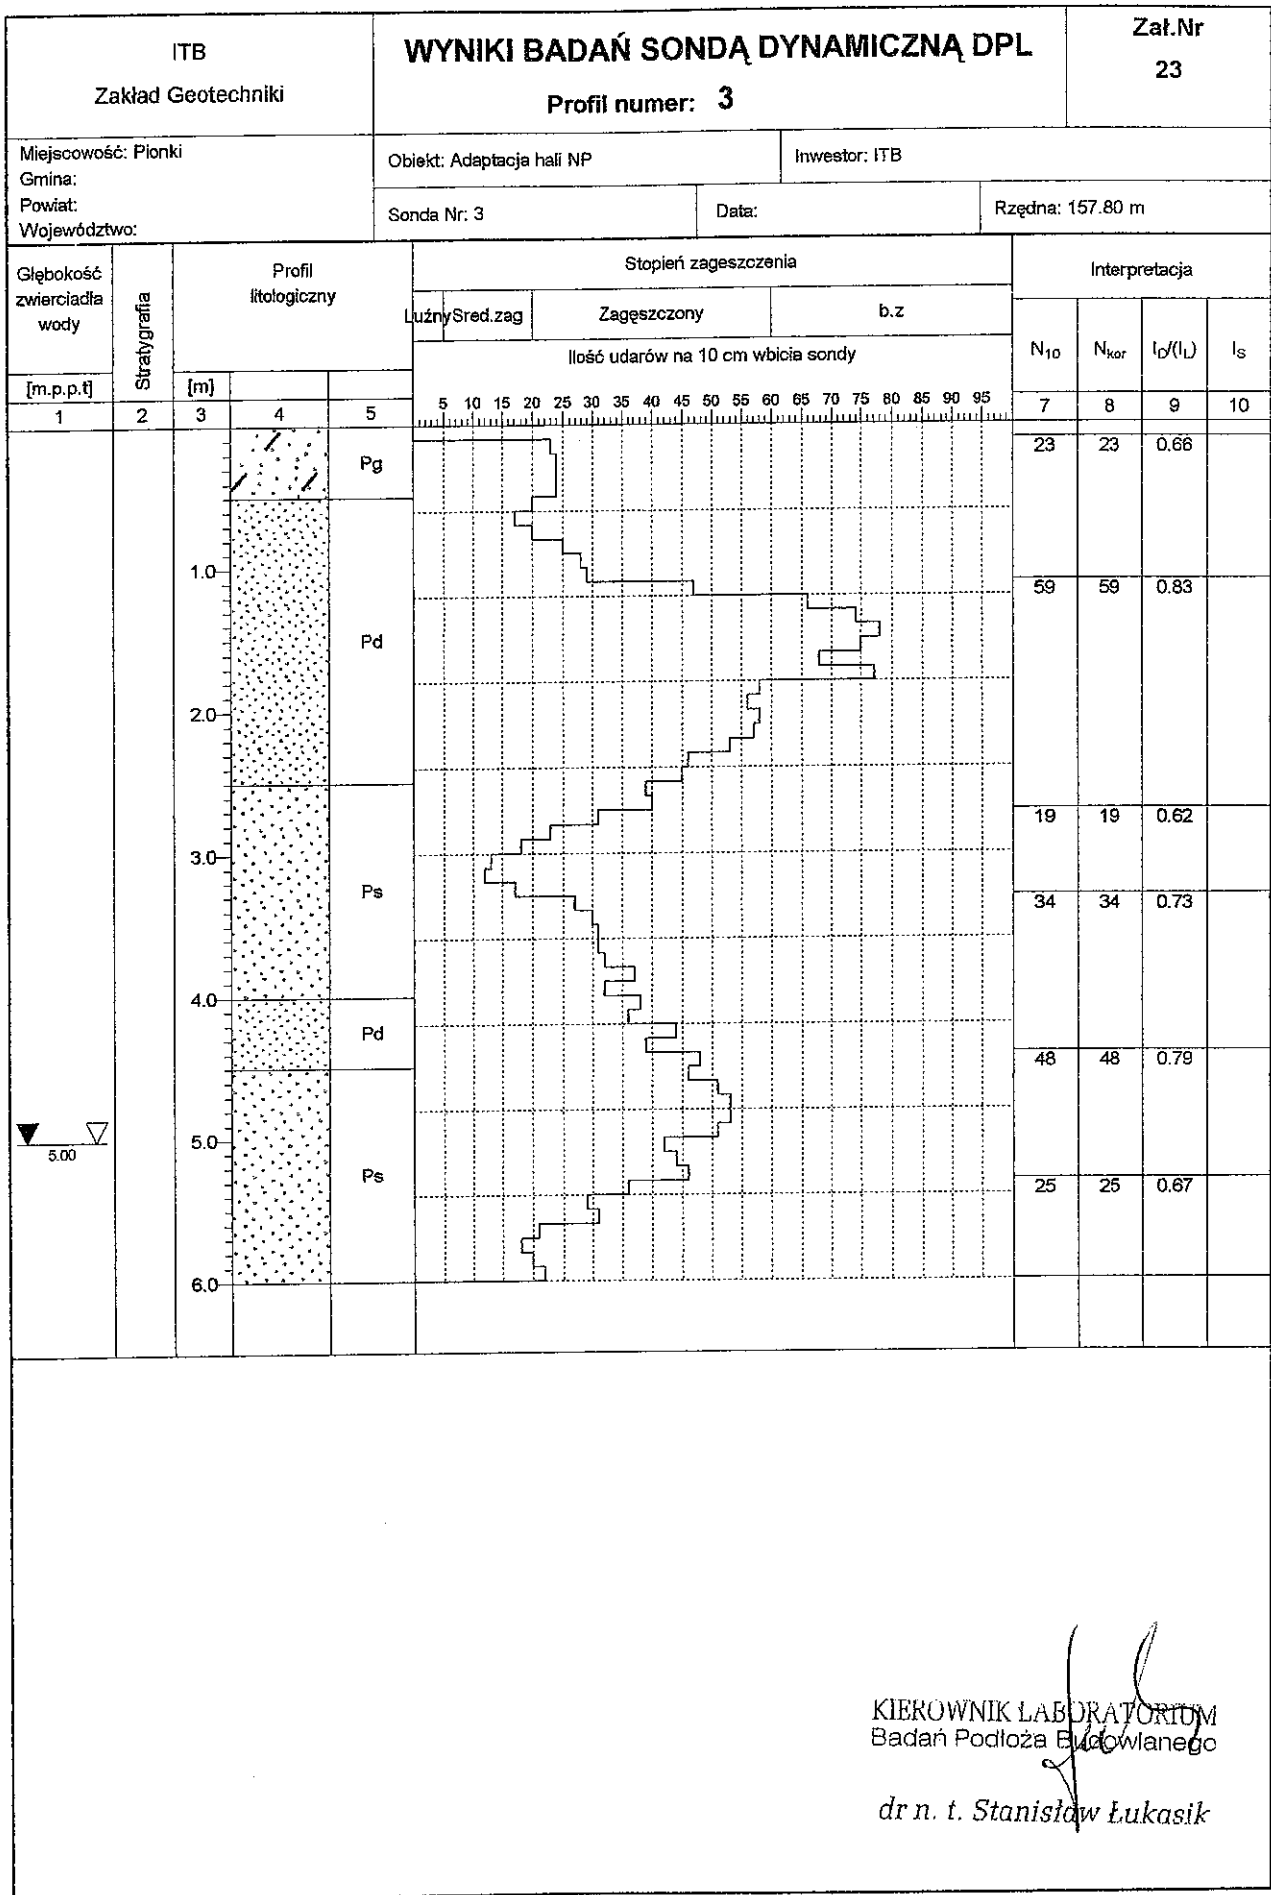 ITB
Zakład Geotechniki
WYNIKI BADAŃ SONDĄ DYNAMICZNĄ DPL
Profil numer: 3
Zał.Nr
23
Miejscowość: Pionki
Gmina:
Powiat:
Województwo:
Obiekt: Adaptacja hali NP
Inwestor: ITB
Sonda Nr: 3
Data:
Rzędna: 157.80 m
Głębokość
zwierciadła
wody
[m.p.p.t]
Stratygrafia
Profil
litologiczny
[m]
Stopień zageszczenia
Luźny Sred.zag Zagęszczony b.z
Ilość udarów na 10 cm wbicie sondy
5 10 15 20 25 30 35 40 45 50 55 60 65 70 75 80 85 90 95
Interpretacja
N10 Nkor ID/(IL) IS
1 2 3 4 5 7 8 9 10
Pg
23 23 0.66
1.0
59 59 0.83
Pd
2.0
19 19 0.62
3.0
Ps
34 34 0.73
4.0
Pd
48 48 0.79
5.0
5.00
Ps
25 25 0.67
6.0
KIEROWNIK LABORATORIUM
Badań Podłoża Budowlanego
dr n. t. Stanisław Łukasik